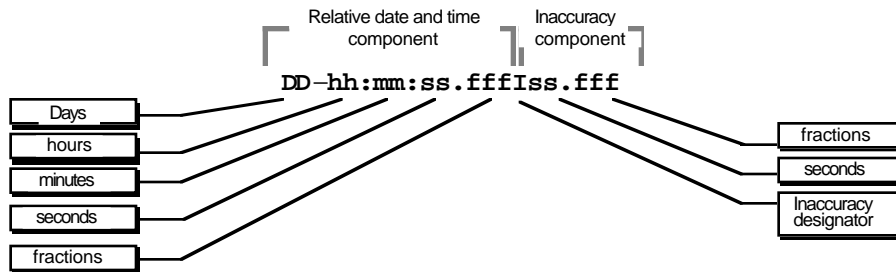 Relative date and time
component
Inaccuracy
component
DD-hh:mm:ss.fffIss.fff
Days
hours
minutes
seconds
fractions
fractions
seconds
Inaccuracy
designator